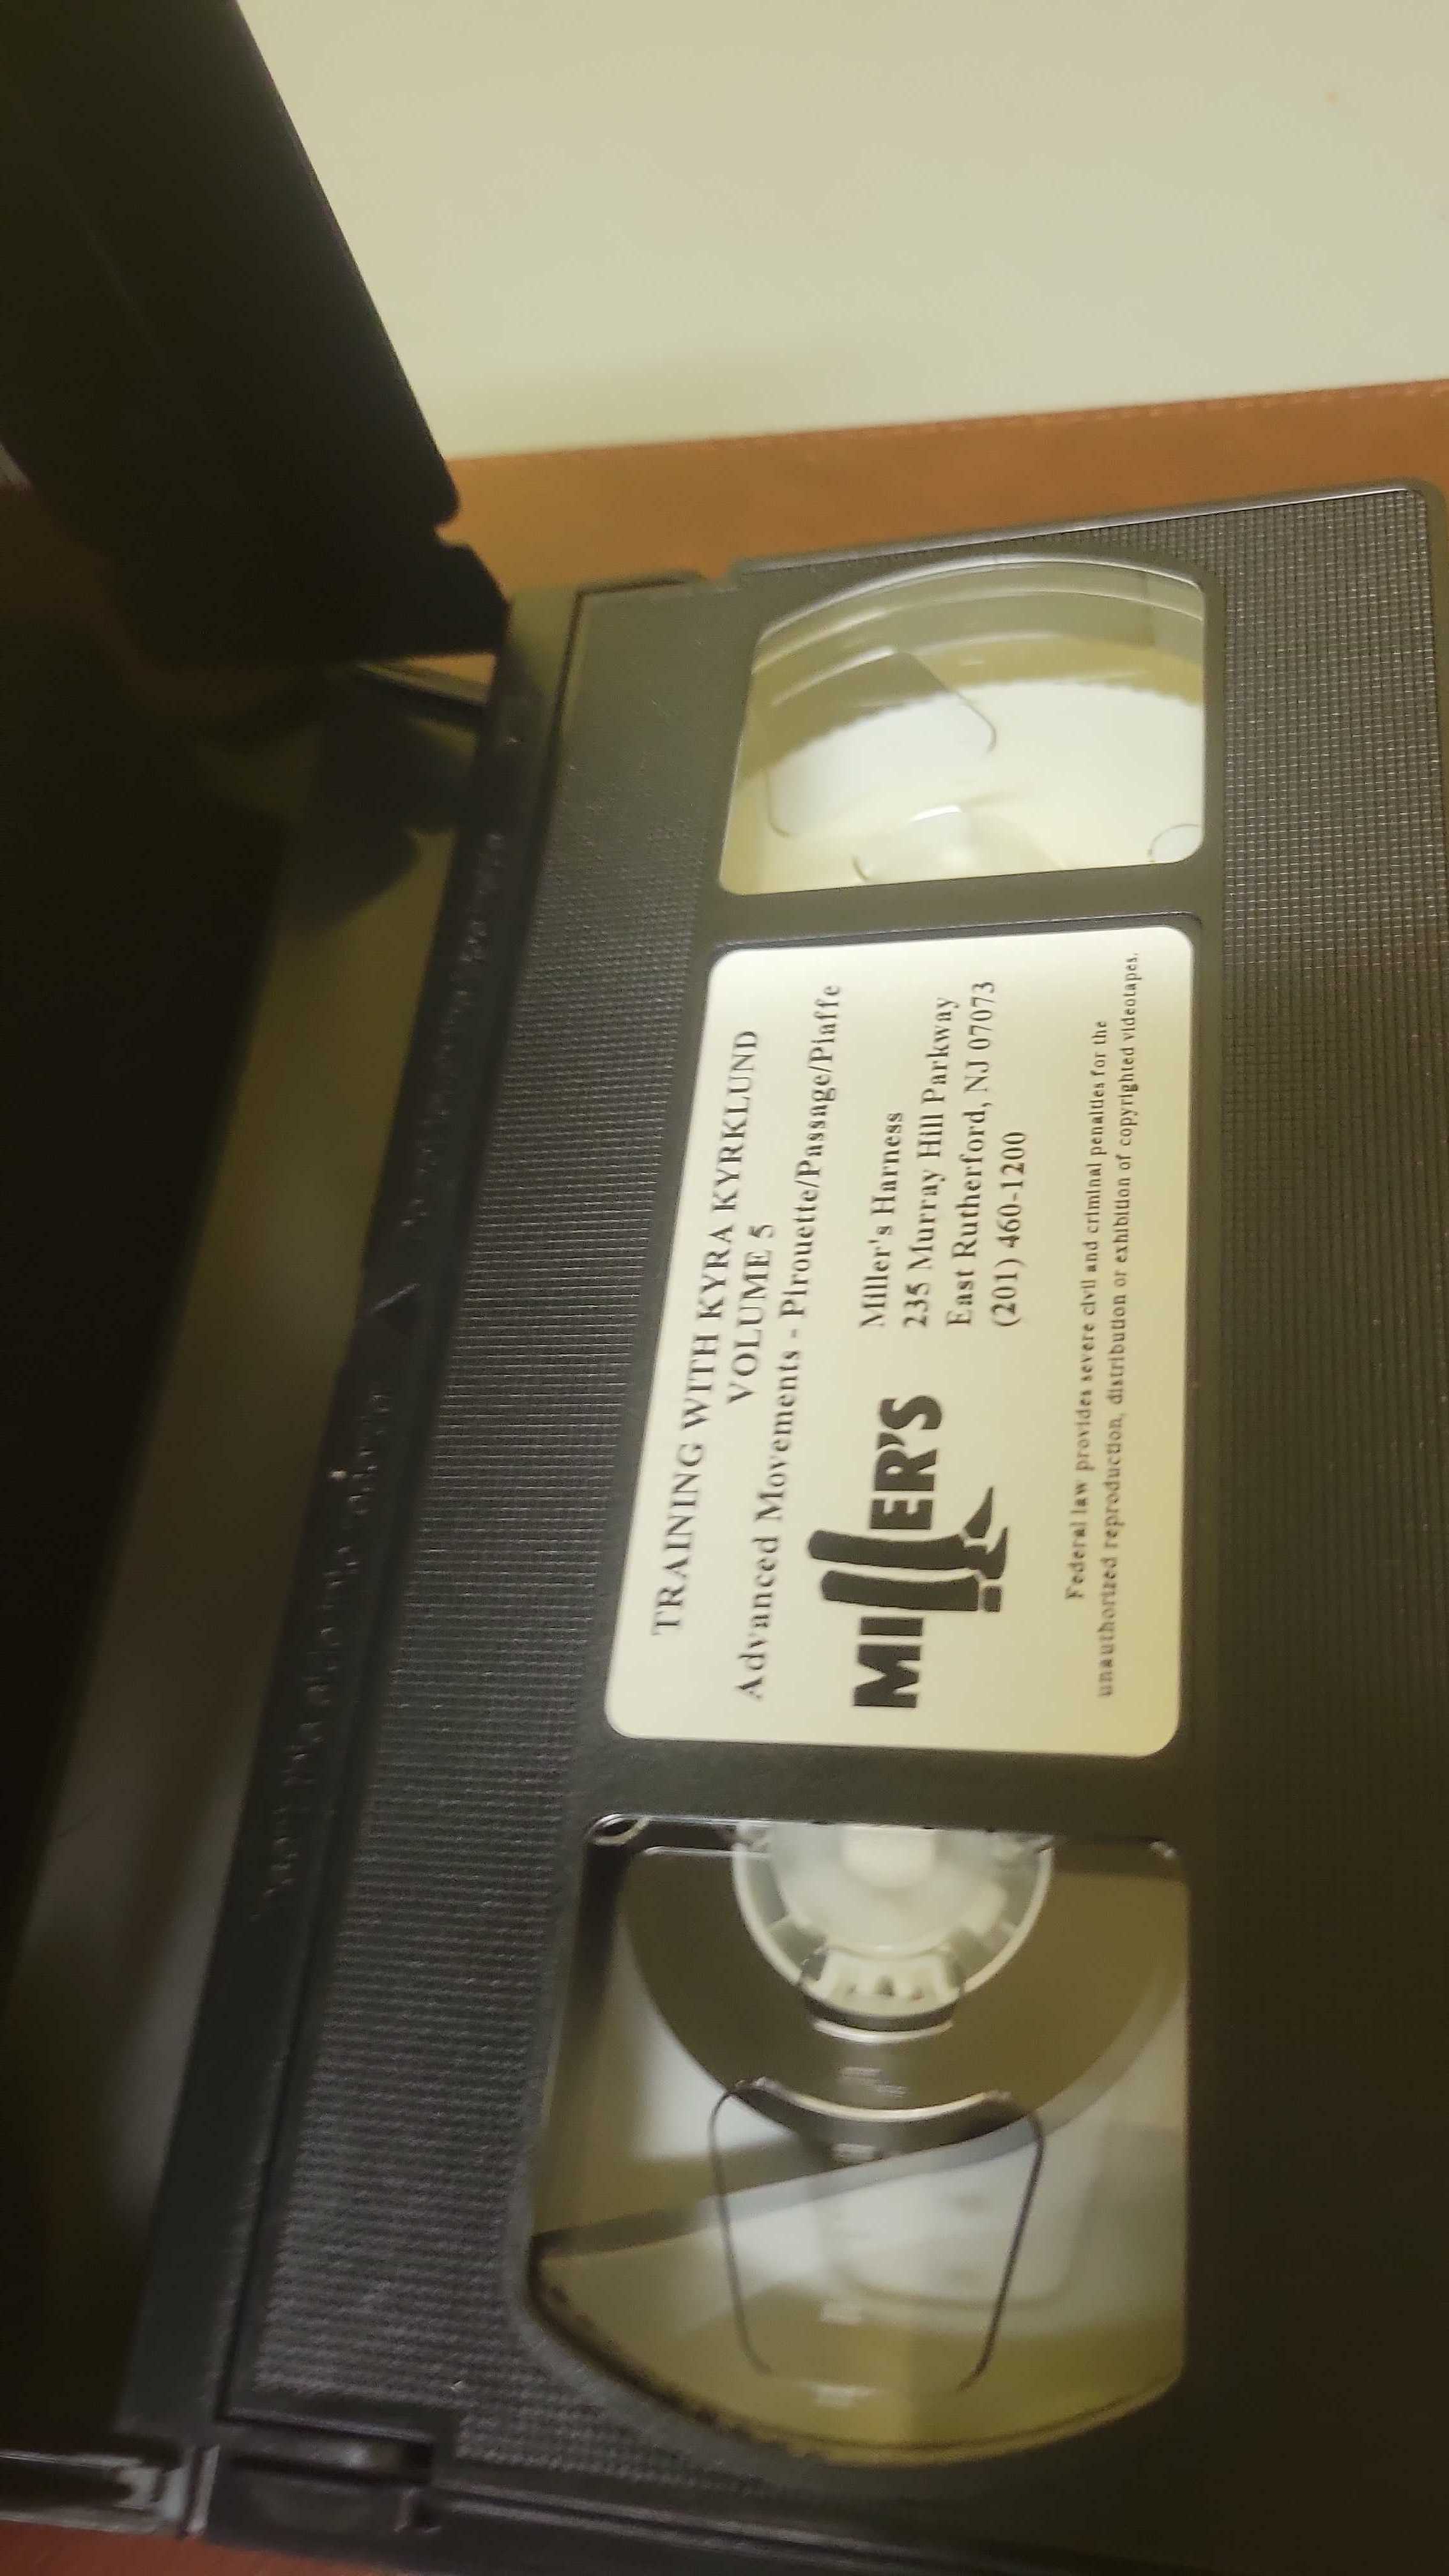 TRAINING WITH KYRA KYRKLUND
VOLUME 5
Advanced Movements - Pirouette/Passage/Piaffe
MILLER'S
Miller's Harness
235 Murray Hill Parkway
East Rutherford, NJ 07073
(201) 460-1200
Federal law provides severe civil and criminal penalties for the
unauthorized reproduction, distribution or exhibition of copyrighted videotapes.